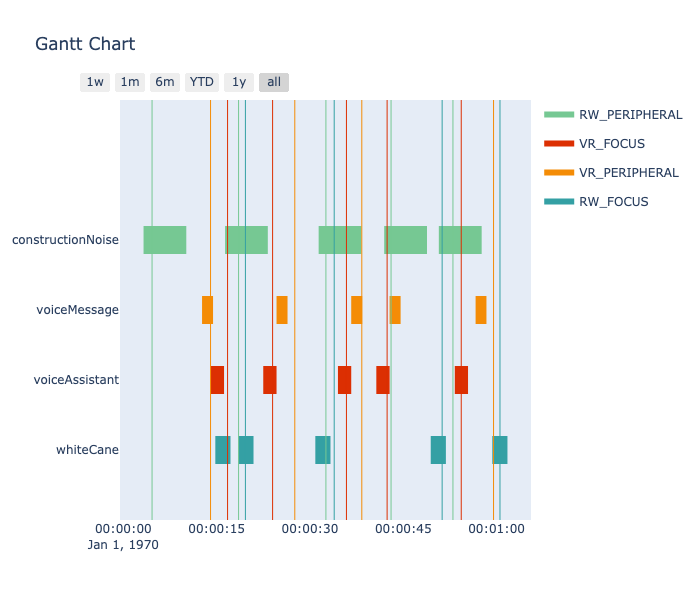 Gantt Chart
1w 1m 6m YTD 1y all
RW_PERIPHERAL
VR_FOCUS
VR_PERIPHERAL
RW_FOCUS
constructionNoise
voiceMessage
voiceAssistant
whiteCane
00:00:00 00:00:15 00:00:30 00:00:45 00:01:00
Jan 1, 1970